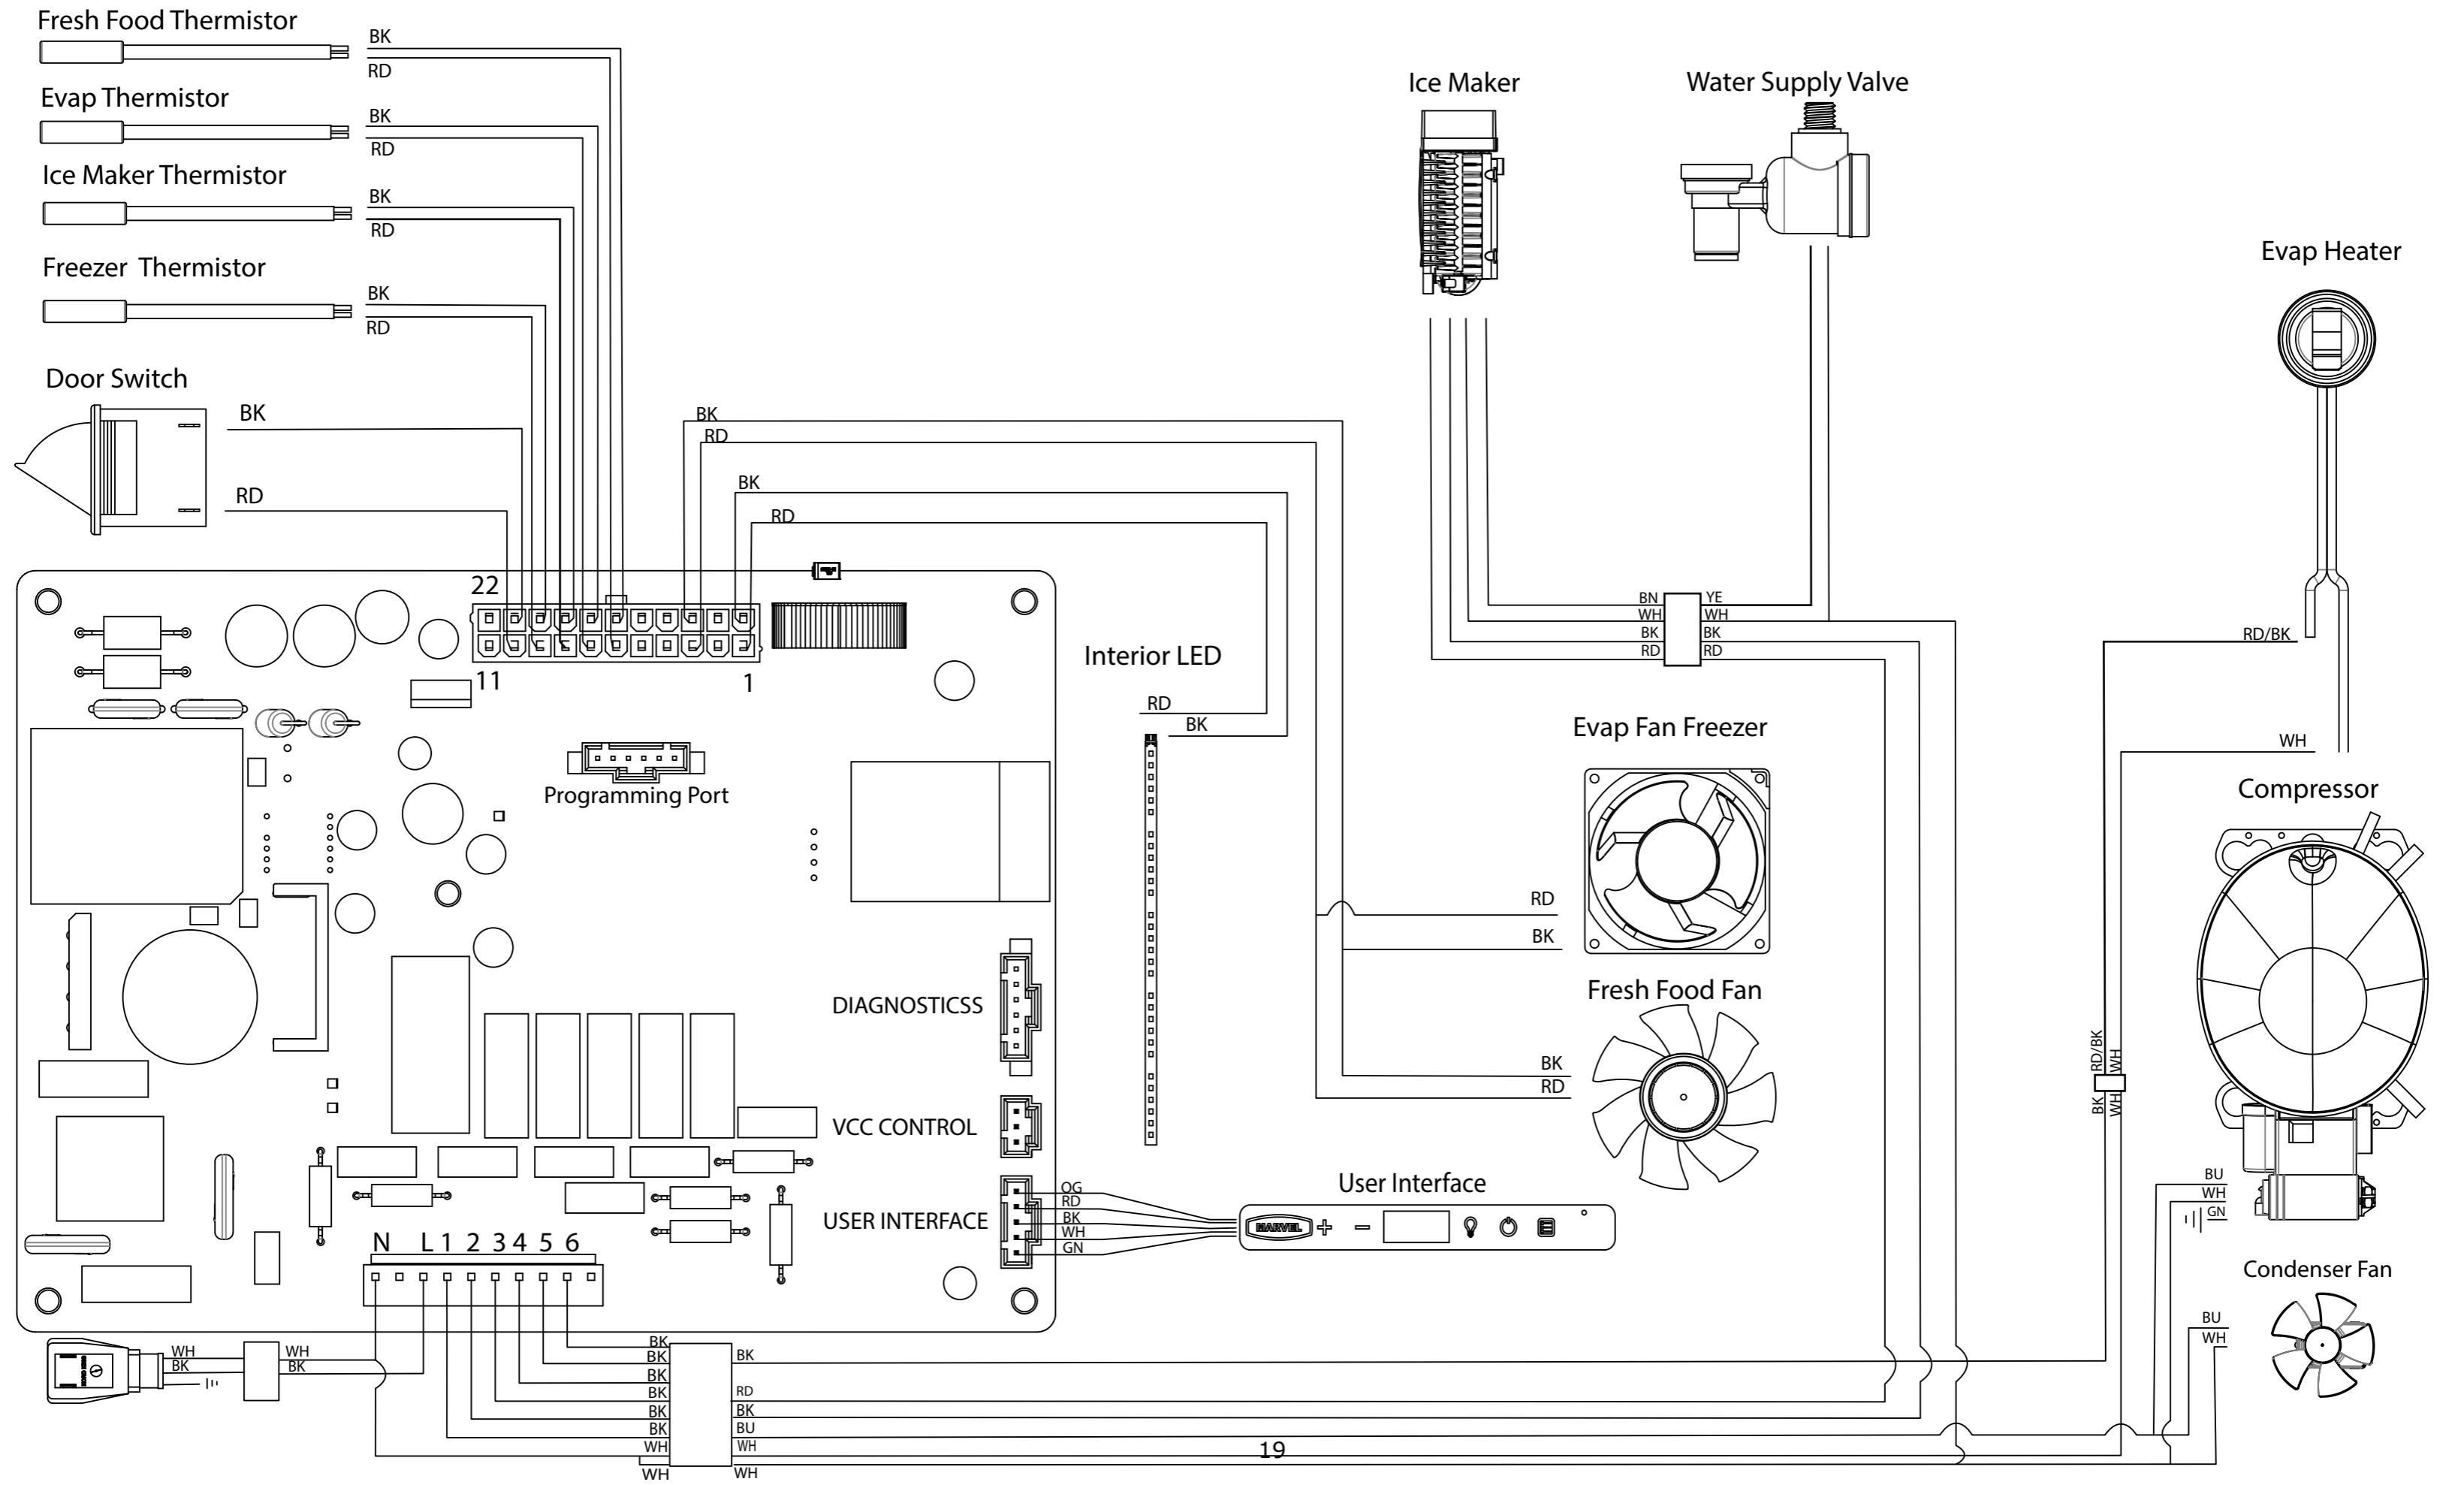 Fresh Food Thermistor
BK
RD
Evap Thermistor
BK
RD
Ice Maker Thermistor
BK
RD
Freezer Thermistor
BK
RD
Door Switch
BK
RD
BK
RD
BK
RD
22
11
1
Programming Port
DIAGNOSTICSS
VCC CONTROL
USER INTERFACE
N L 1 2 3 4 5 6
Interior LED
RD
BK
Ice Maker
Water Supply Valve
BN YE
WH WH
BK BK
RD RD
Evap Heater
RD/BK
WH
Evap Fan Freezer
RD
BK
Fresh Food Fan
BK
RD
User Interface
OG
RD
BK
WH
GN
MARVEL
Compressor
RD/BK
WH
BK
WH
BU
WH
GN
Condenser Fan
BU
WH
WH
BK
WH
BK
BK
BK
BK
BK
BK
BK
WH
WH
BK
RD
BK
BU
WH
WH
19